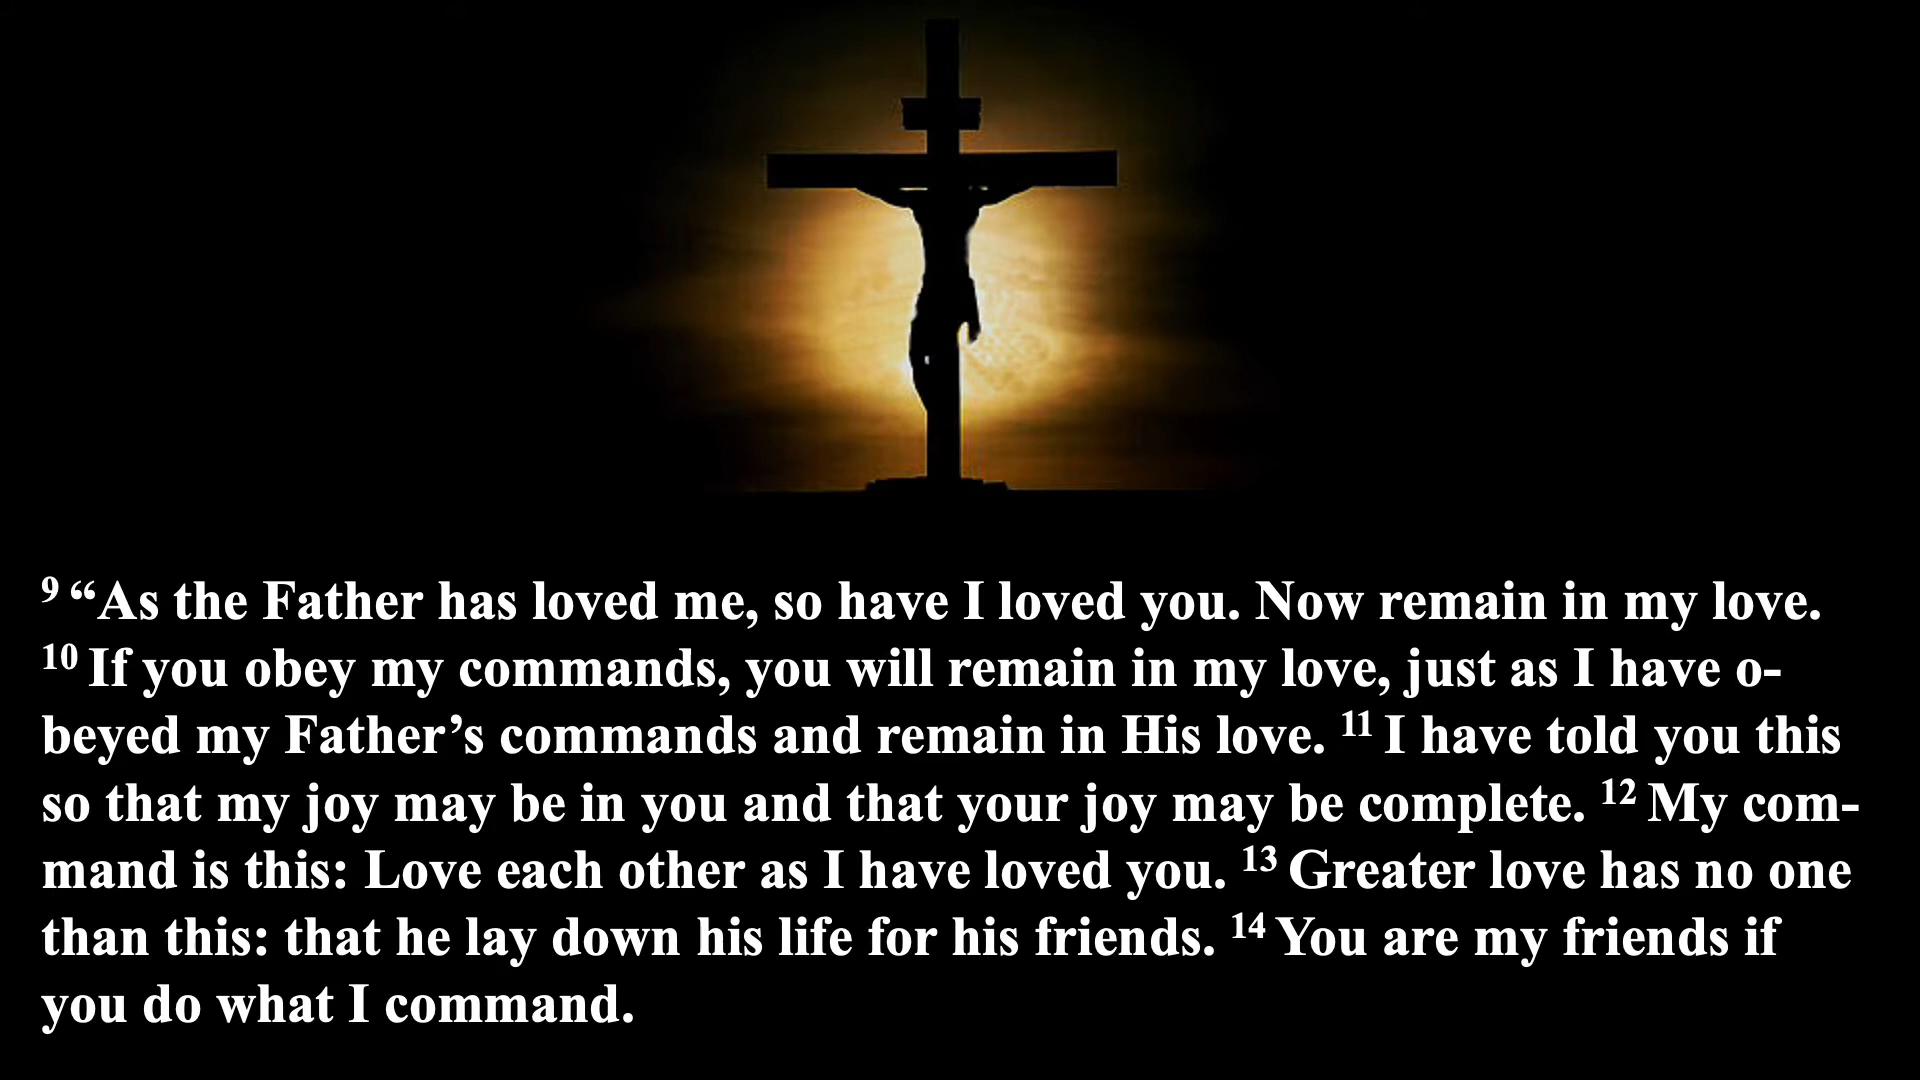 ⁹ “As the Father has loved me, so have I loved you. Now remain in my love.
¹⁰ If you obey my commands, you will remain in my love, just as I have o-
beyed my Father’s commands and remain in His love. ¹¹ I have told you this
so that my joy may be in you and that your joy may be complete. ¹² My com-
mand is this: Love each other as I have loved you. ¹³ Greater love has no one
than this: that he lay down his life for his friends. ¹⁴ You are my friends if
you do what I command.